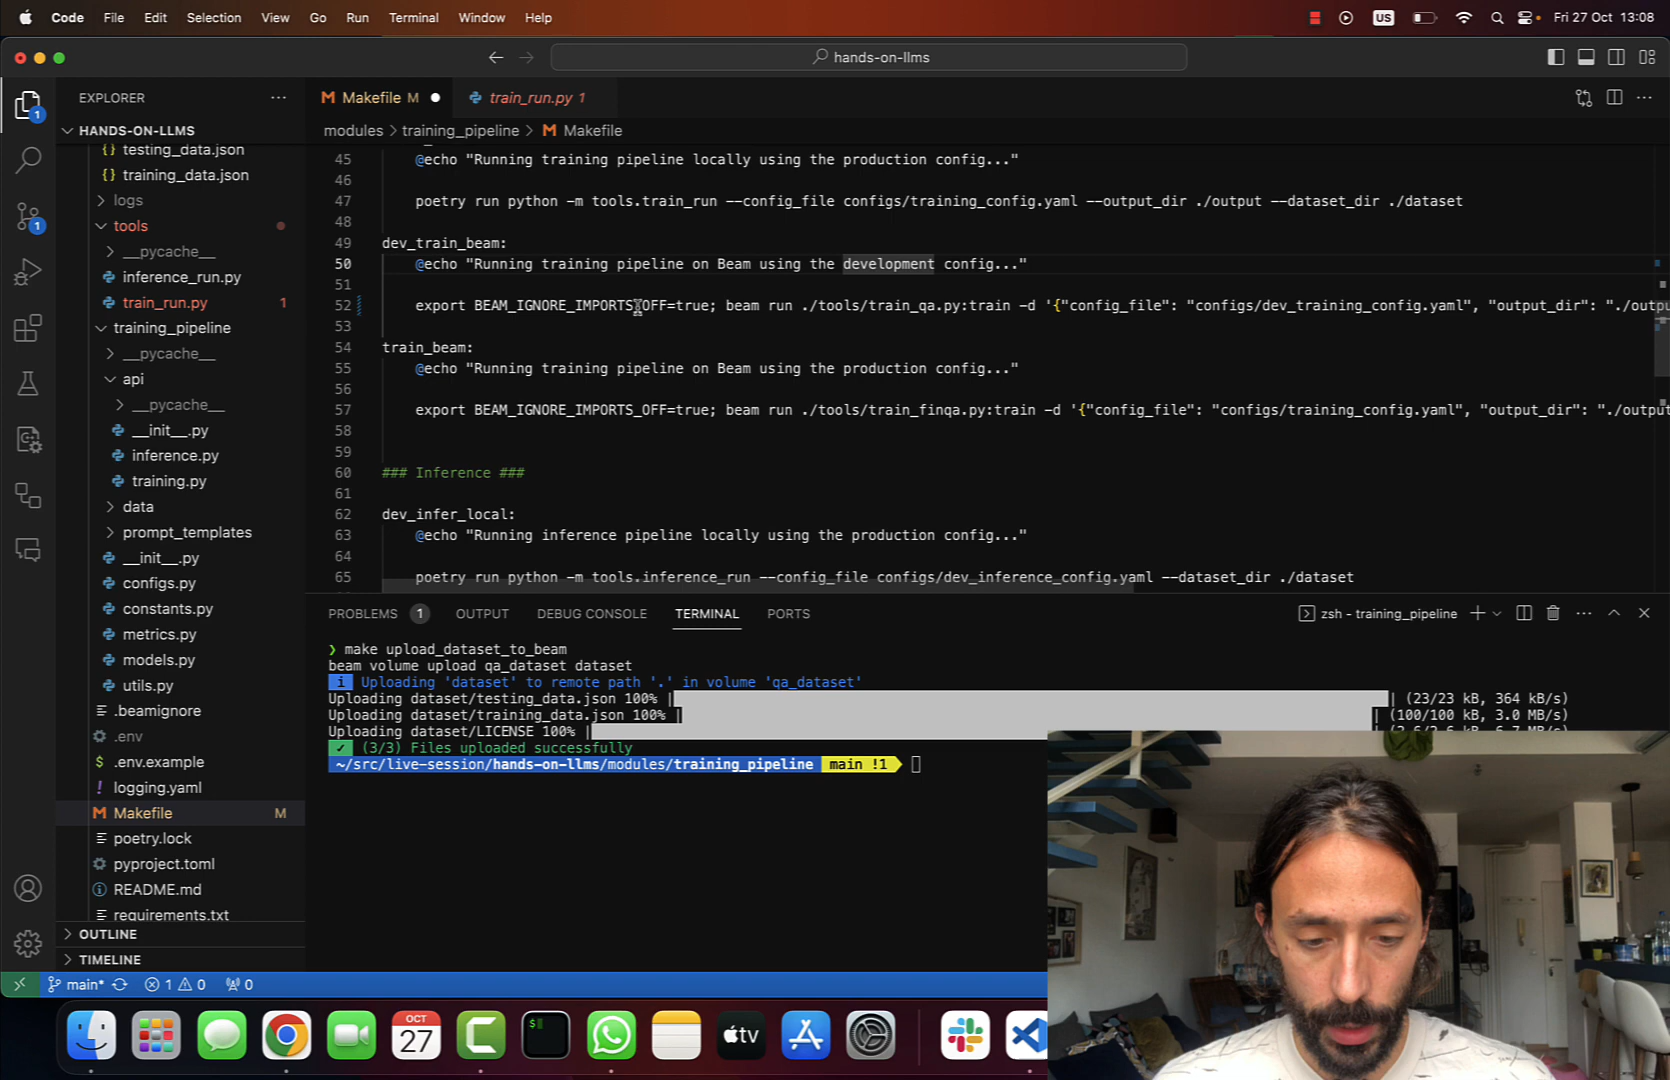 Code File Edit Selection View Go Run Terminal Window Help
US
Fri 27 Oct 13:08
hands-on-llms
EXPLORER
HANDS-ON-LLMS
testing_data.json
training_data.json
logs
tools
__pycache__
inference_run.py
train_run.py 1
training_pipeline
__pycache__
api
__pycache__
__init__.py
inference.py
training.py
data
prompt_templates
__init__.py
configs.py
constants.py
metrics.py
models.py
utils.py
.beamignore
.env
.env.example
logging.yaml
Makefile M
poetry.lock
pyproject.toml
README.md
requirements.txt
OUTLINE
TIMELINE
1
1
Makefile M
train_run.py 1
modules > training_pipeline > Makefile
45 @echo "Running training pipeline locally using the production config..."
46
47 poetry run python -m tools.train_run --config_file configs/training_config.yaml --output_dir ./output --dataset_dir ./dataset
48
49 dev_train_beam:
50 @echo "Running training pipeline on Beam using the development config..."
51
52 export BEAM_IGNORE_IMPORTS_OFF=true; beam run ./tools/train_qa.py:train -d '{"config_file": "configs/dev_training_config.yaml", "output_dir": "./outp
53
54 train_beam:
55 @echo "Running training pipeline on Beam using the production config..."
56
57 export BEAM_IGNORE_IMPORTS_OFF=true; beam run ./tools/train_finqa.py:train -d '{"config_file": "configs/training_config.yaml", "output_dir": "./output
58
59
60 ### Inference ###
61
62 dev_infer_local:
63 @echo "Running inference pipeline locally using the production config..."
64
65 poetry run python -m tools.inference_run --config_file configs/dev_inference_config.yaml --dataset_dir ./dataset
PROBLEMS 1 OUTPUT DEBUG CONSOLE TERMINAL PORTS
zsh - training_pipeline
❯ make upload_dataset_to_beam
beam volume upload qa_dataset dataset
i Uploading 'dataset' to remote path '.' in volume 'qa_dataset'
Uploading dataset/testing_data.json 100% | | (23/23 kB, 364 kB/s)
Uploading dataset/training_data.json 100% | | (100/100 kB, 3.0 MB/s)
Uploading dataset/LICENSE 100% |
✓ (3/3) Files uploaded successfully
~/src/live-session/hands-on-llms/modules/training_pipeline main !1
main* 1 0 0
OCT
27
$
tv